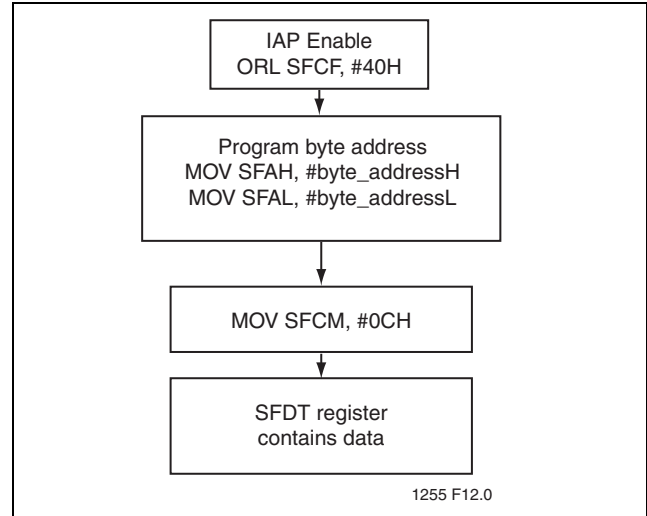 IAP Enable
ORL SFCF, #40H
Program byte address
MOV SFAH, #byte_addressH
MOV SFAL, #byte_addressL
MOV SFCM, #0CH
SFDT register
contains data
1255 F12.0